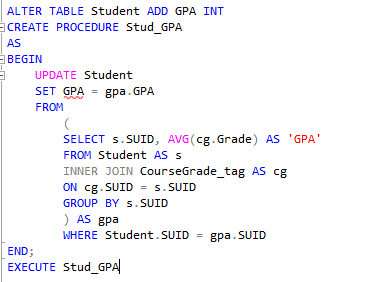 ALTER TABLE Student ADD GPA INT
CREATE PROCEDURE Stud_GPA
AS
BEGIN
UPDATE Student
SET GPA = gpa.GPA
FROM
(
SELECT s.SUID, AVG(cg.Grade) AS 'GPA'
FROM Student AS s
INNER JOIN CourseGrade_tag AS cg
ON cg.SUID = s.SUID
GROUP BY s.SUID
) AS gpa
WHERE Student.SUID = gpa.SUID
END;
EXECUTE Stud_GPA